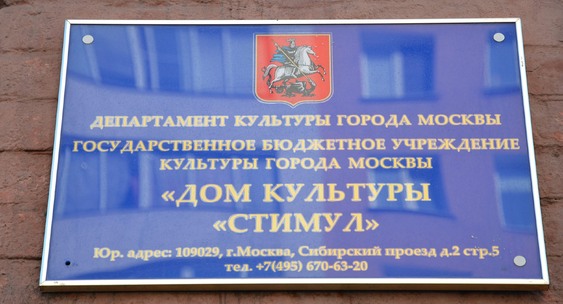 ДЕПАРТАМЕНТ КУЛЬТУРЫ ГОРОДА МОСКВЫ
ГОСУДАРСТВЕННОЕ БЮДЖЕТНОЕ УЧРЕЖДЕНИЕ
КУЛЬТУРЫ ГОРОДА МОСКВЫ
«ДОМ КУЛЬТУРЫ
«СТИМУЛ»
Юр. адрес: 109029, г.Москва, Сибирский проезд д.2 стр.5
тел. +7(495) 670-63-20